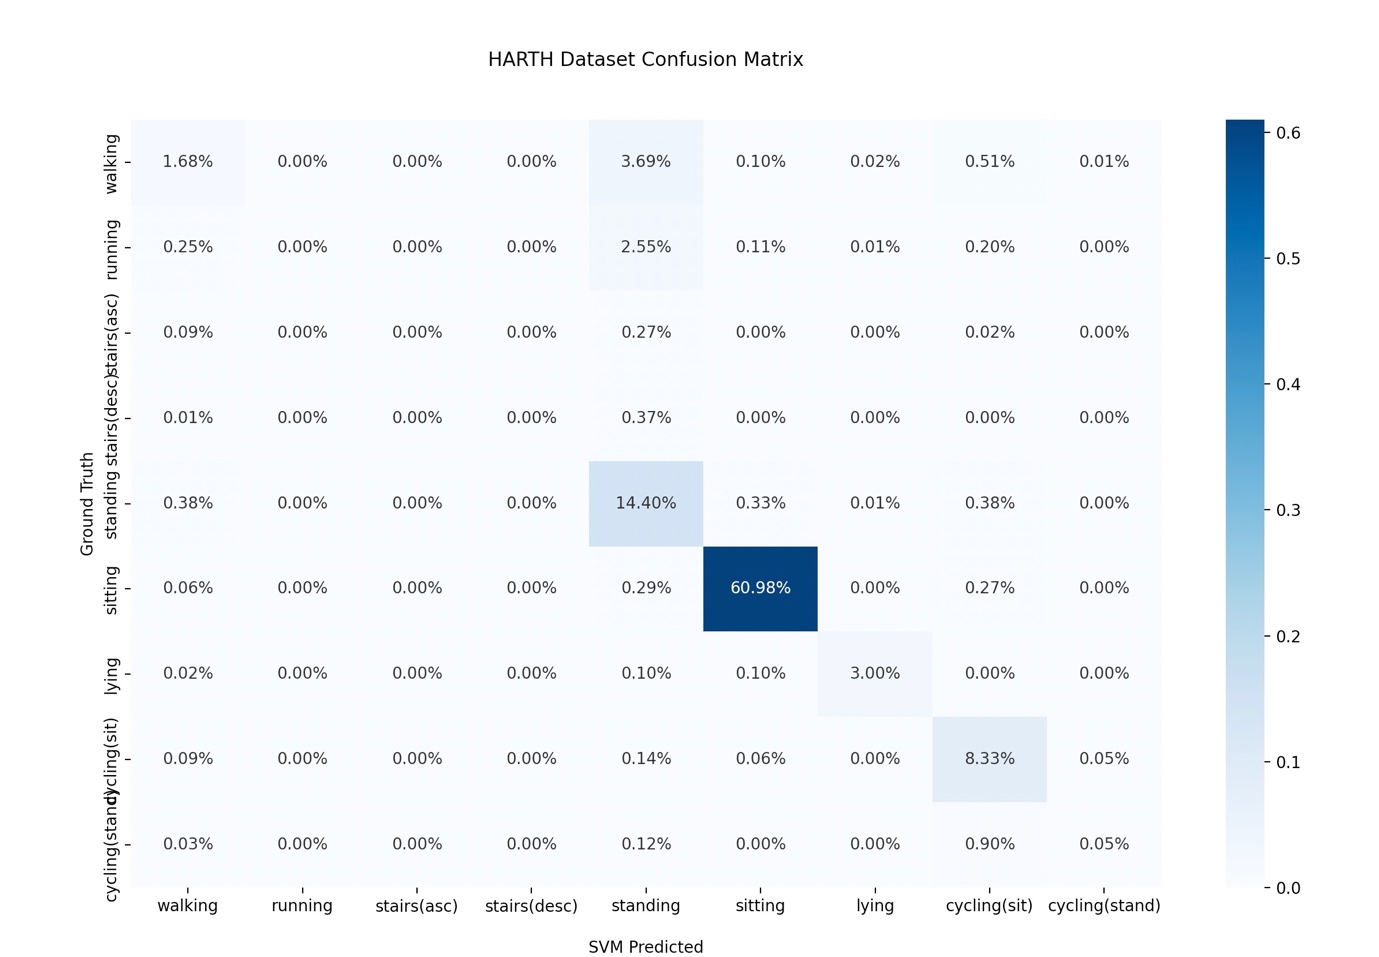 HARTH Dataset Confusion Matrix
walking 1.68% 0.00% 0.00% 0.00% 3.69% 0.10% 0.02% 0.51% 0.01%
running 0.25% 0.00% 0.00% 0.00% 2.55% 0.11% 0.01% 0.20% 0.00%
stairs(asc) 0.09% 0.00% 0.00% 0.00% 0.27% 0.00% 0.00% 0.02% 0.00%
stairs(desc) 0.01% 0.00% 0.00% 0.00% 0.37% 0.00% 0.00% 0.00% 0.00%
standing 0.38% 0.00% 0.00% 0.00% 14.40% 0.33% 0.01% 0.38% 0.00%
sitting 0.06% 0.00% 0.00% 0.00% 0.29% 60.98% 0.00% 0.27% 0.00%
lying 0.02% 0.00% 0.00% 0.00% 0.10% 0.10% 3.00% 0.00% 0.00%
cycling(sit) 0.09% 0.00% 0.00% 0.00% 0.14% 0.06% 0.00% 8.33% 0.05%
cycling(stand) 0.03% 0.00% 0.00% 0.00% 0.12% 0.00% 0.00% 0.90% 0.05%
Ground Truth
walking running stairs(asc) stairs(desc) standing sitting lying cycling(sit) cycling(stand)
SVM Predicted
0.6
0.5
0.4
0.3
0.2
0.1
0.0